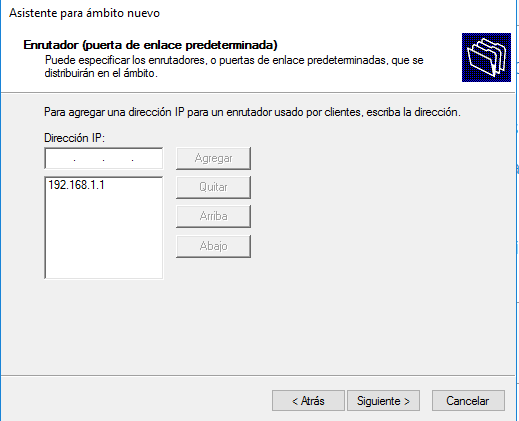 Asistente para ámbito nuevo
Enrutador (puerta de enlace predeterminada)
Puede especificar los enrutadores, o puertas de enlace predeterminadas, que se
distribuirán en el ámbito.
Para agregar una dirección IP para un enrutador usado por clientes, escriba la dirección.
Dirección IP:
. . .
Agregar
192.168.1.1
Quitar
Arriba
Abajo
< Atrás
Siguiente >
Cancelar